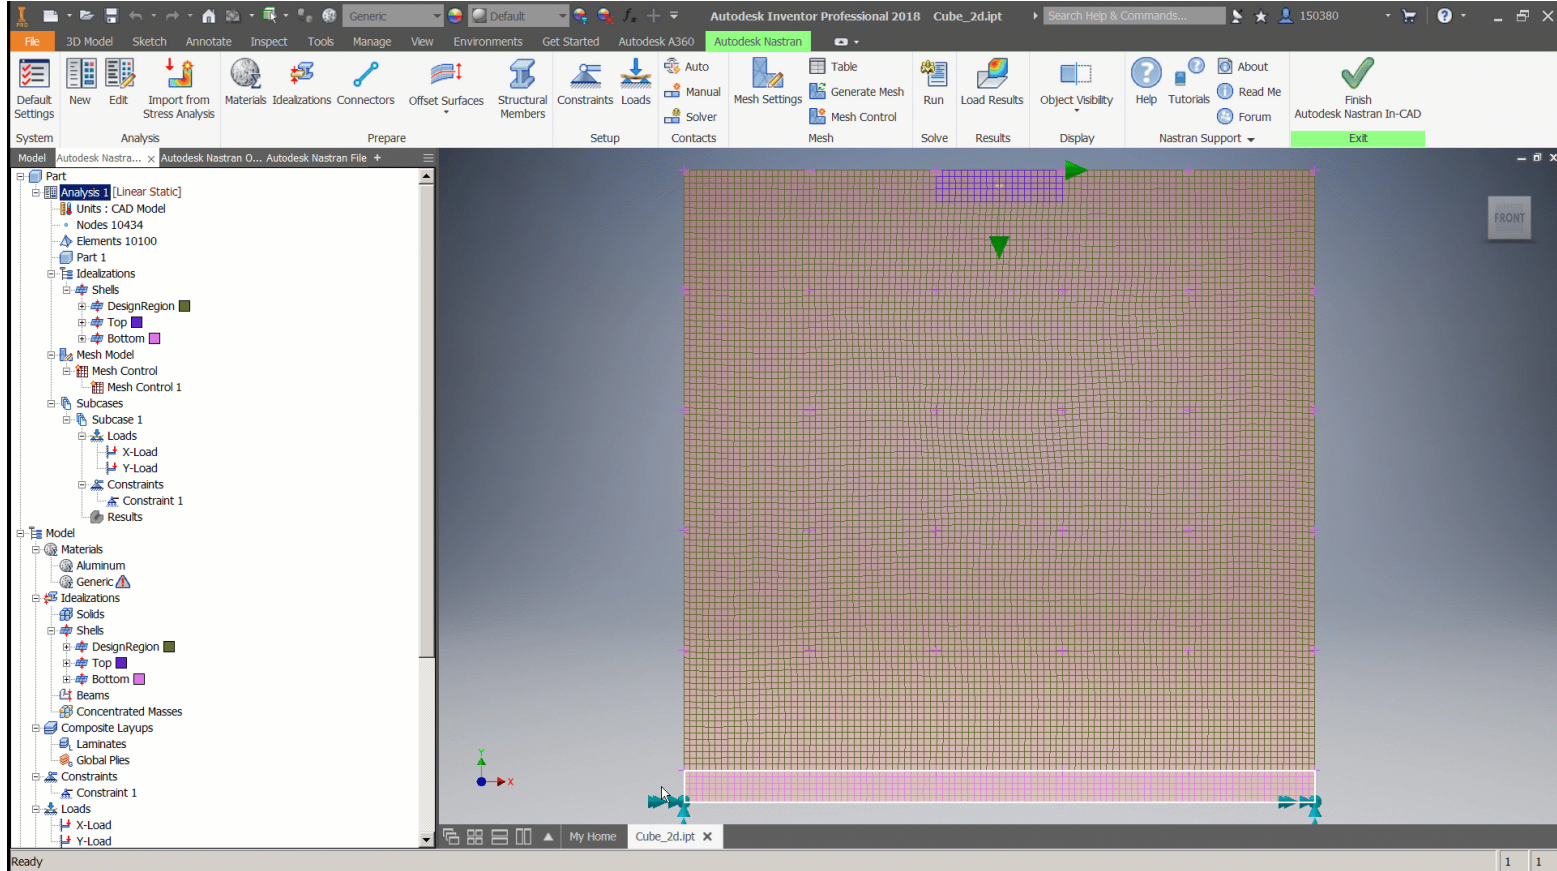 PRO
Generic
Default
Autodesk Inventor Professional 2018 Cube_2d.ipt
Search Help & Commands...
150380
File 3D Model Sketch Annotate Inspect Tools Manage View Environments Get Started Autodesk A360 Autodesk Nastran
Default Settings
New
Edit
Import from Stress Analysis
Materials
Idealizations
Connectors
Offset Surfaces
Structural Members
Constraints
Loads
Auto
Manual
Solver
Mesh Settings
Table
Generate Mesh
Mesh Control
Run
Load Results
Object Visibility
Help
Tutorials
About
Read Me
Forum
Finish
Autodesk Nastran In-CAD
System Analysis Prepare Setup Contacts Mesh Solve Results Display Nastran Support Exit
Model Autodesk Nastra... Autodesk Nastran O... Autodesk Nastran File +
Part
Analysis 1 [Linear Static]
Units : CAD Model
Nodes 10434
Elements 10100
Part 1
Idealizations
Shells
DesignRegion
Top
Bottom
Mesh Model
Mesh Control
Mesh Control 1
Subcases
Subcase 1
Loads
X-Load
Y-Load
Constraints
Constraint 1
Results
Model
Materials
Aluminum
Generic
Idealizations
Solids
Shells
DesignRegion
Top
Bottom
Beams
Concentrated Masses
Composite Layups
Laminates
Global Plies
Constraints
Constraint 1
Loads
X-Load
Y-Load
FRONT
Y
X
My Home Cube_2d.ipt
Ready
1 1